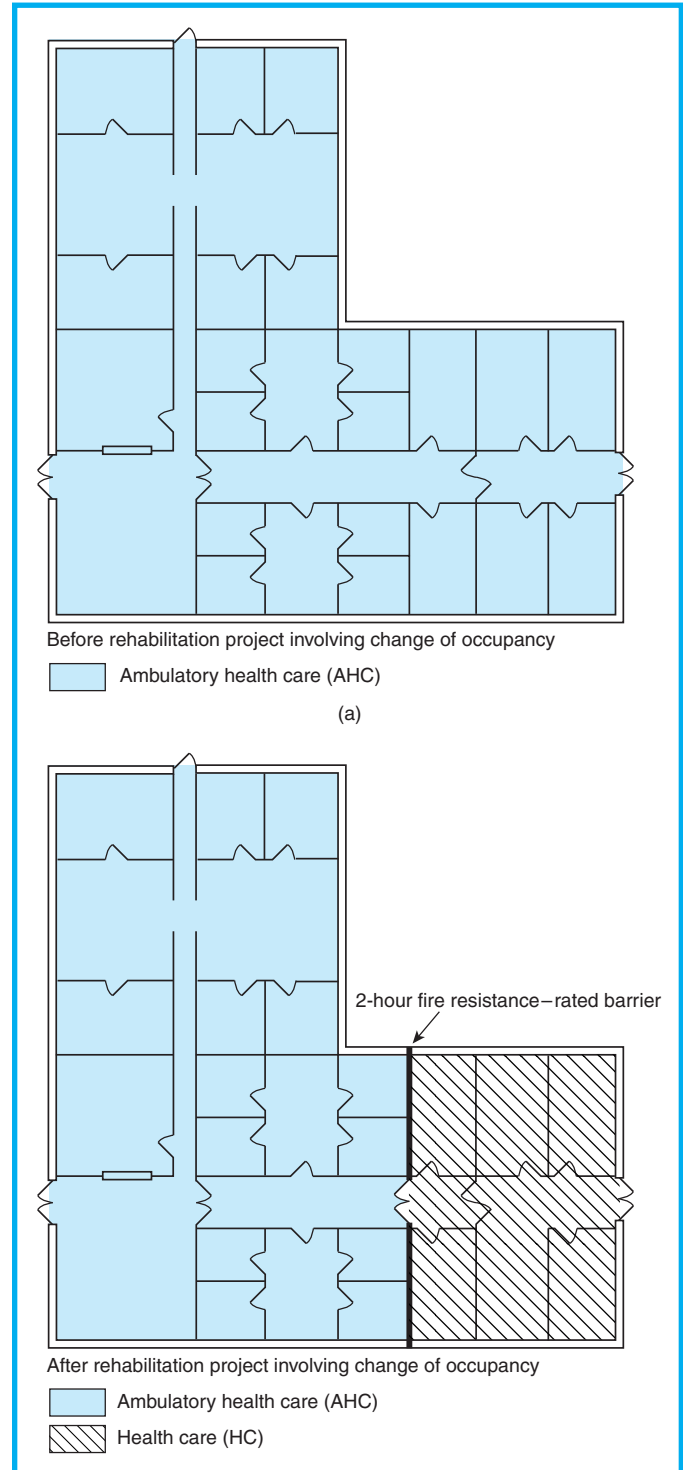 Before rehabilitation project involving change of occupancy
Ambulatory health care (AHC)
(a)
2-hour fire resistance–rated barrier
After rehabilitation project involving change of occupancy
Ambulatory health care (AHC)
Health care (HC)